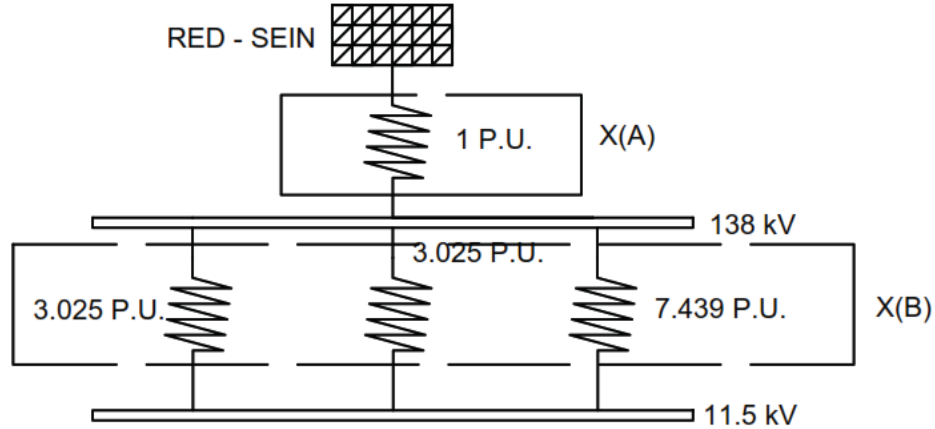 RED - SEIN
1 P.U.
X(A)
138 kV
3.025 P.U.
3.025 P.U.
7.439 P.U.
X(B)
11.5 kV